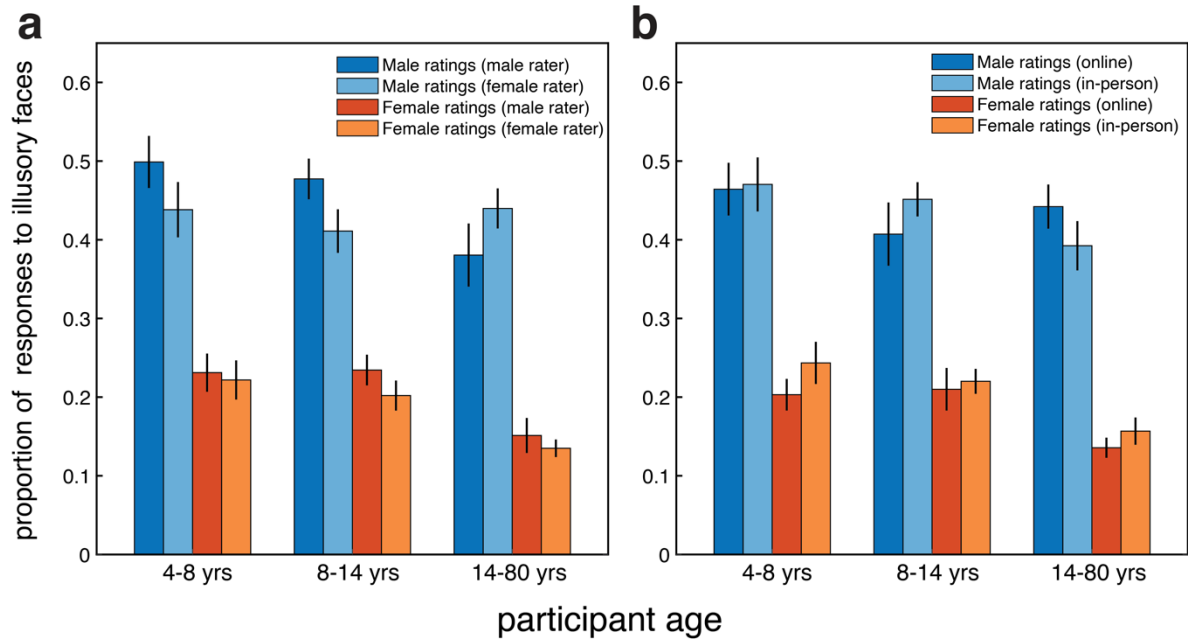 a
proportion of responses to illusory faces
0.6
0.5
0.4
0.3
0.2
0.1
0
Male ratings (male rater)
Male ratings (female rater)
Female ratings (male rater)
Female ratings (female rater)
4-8 yrs
8-14 yrs
14-80 yrs
b
0.6
0.5
0.4
0.3
0.2
0.1
0
Male ratings (online)
Male ratings (in-person)
Female ratings (online)
Female ratings (in-person)
4-8 yrs
8-14 yrs
14-80 yrs
participant age